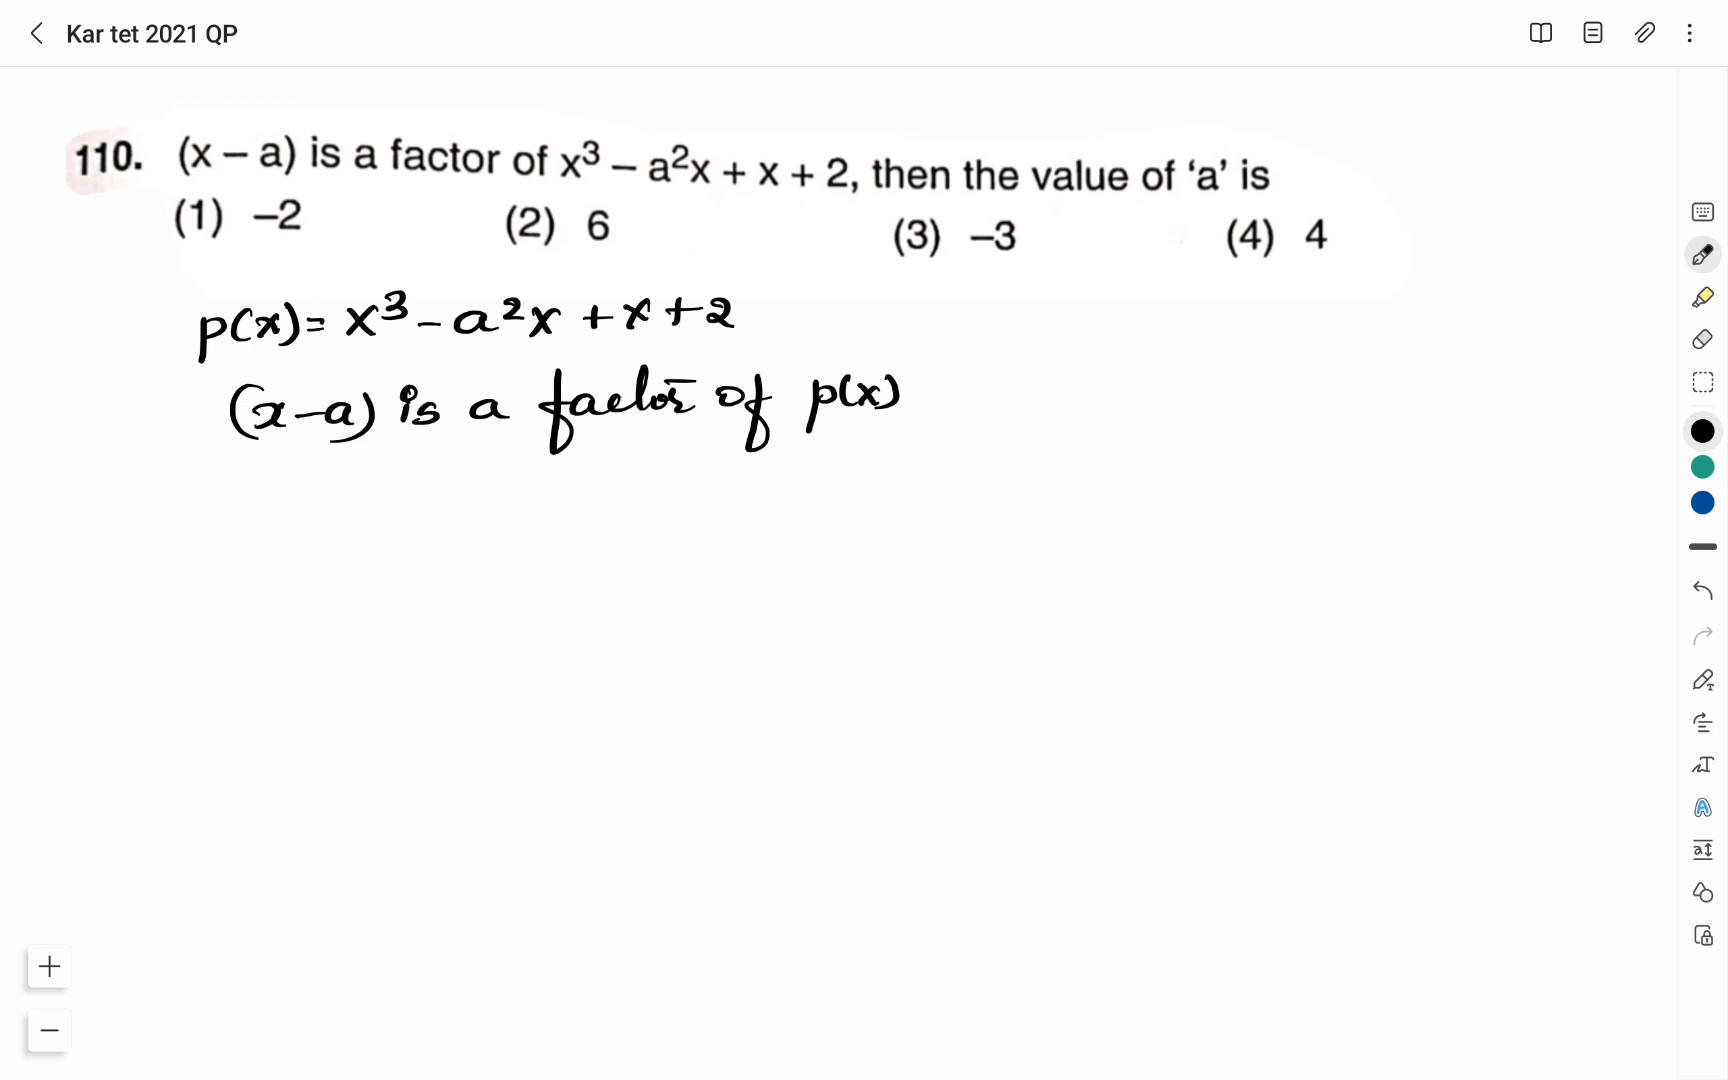 Kar tet 2021 QP
110. (x – a) is a factor of x³ – a²x + x + 2, then the value of ‘a’ is
(1) –2 (2) 6 (3) –3 (4) 4
p(x) = x³ - a²x + x + 2
(x-a) is a factor of p(x)